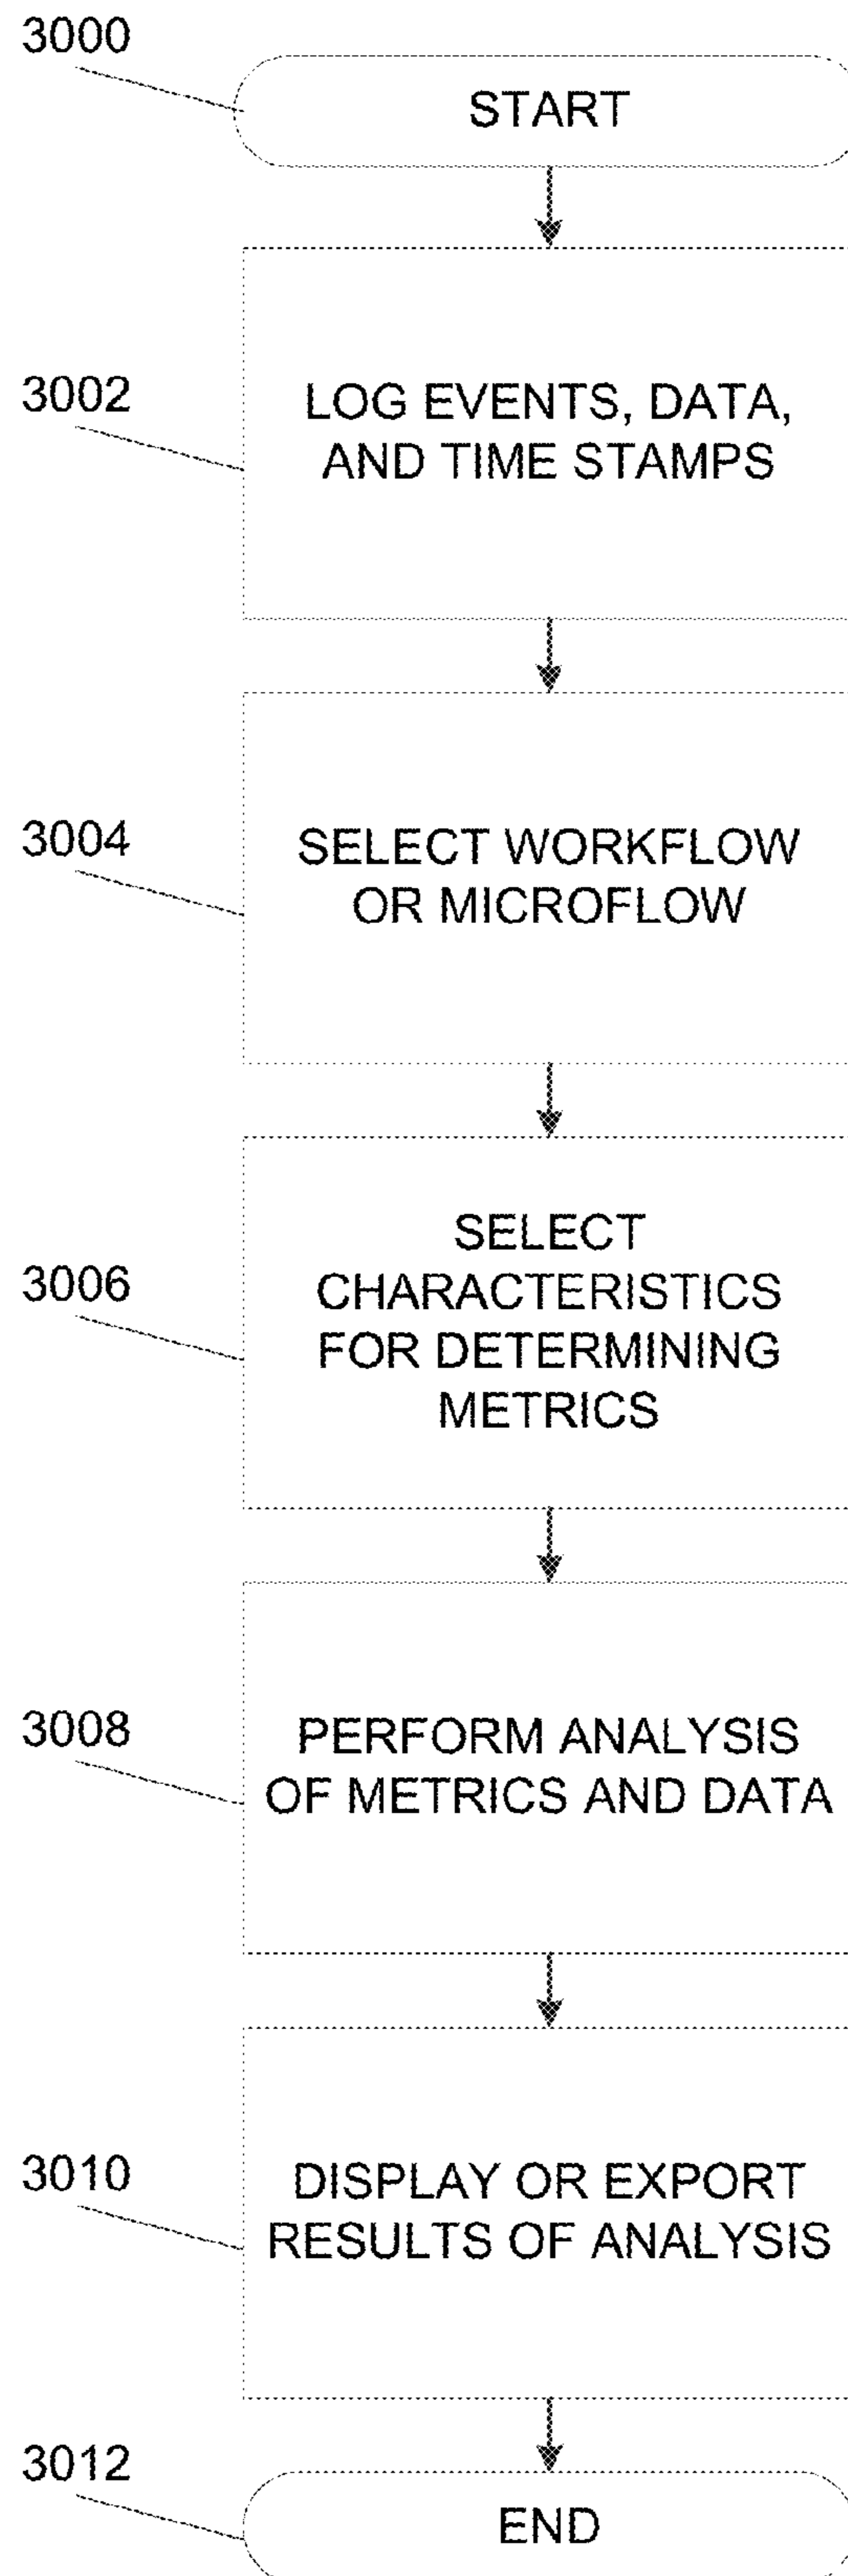 3000
START
3002
LOG EVENTS, DATA,
AND TIME STAMPS
3004
SELECT WORKFLOW
OR MICROFLOW
3006
SELECT
CHARACTERISTICS
FOR DETERMINING
METRICS
3008
PERFORM ANALYSIS
OF METRICS AND DATA
3010
DISPLAY OR EXPORT
RESULTS OF ANALYSIS
3012
END